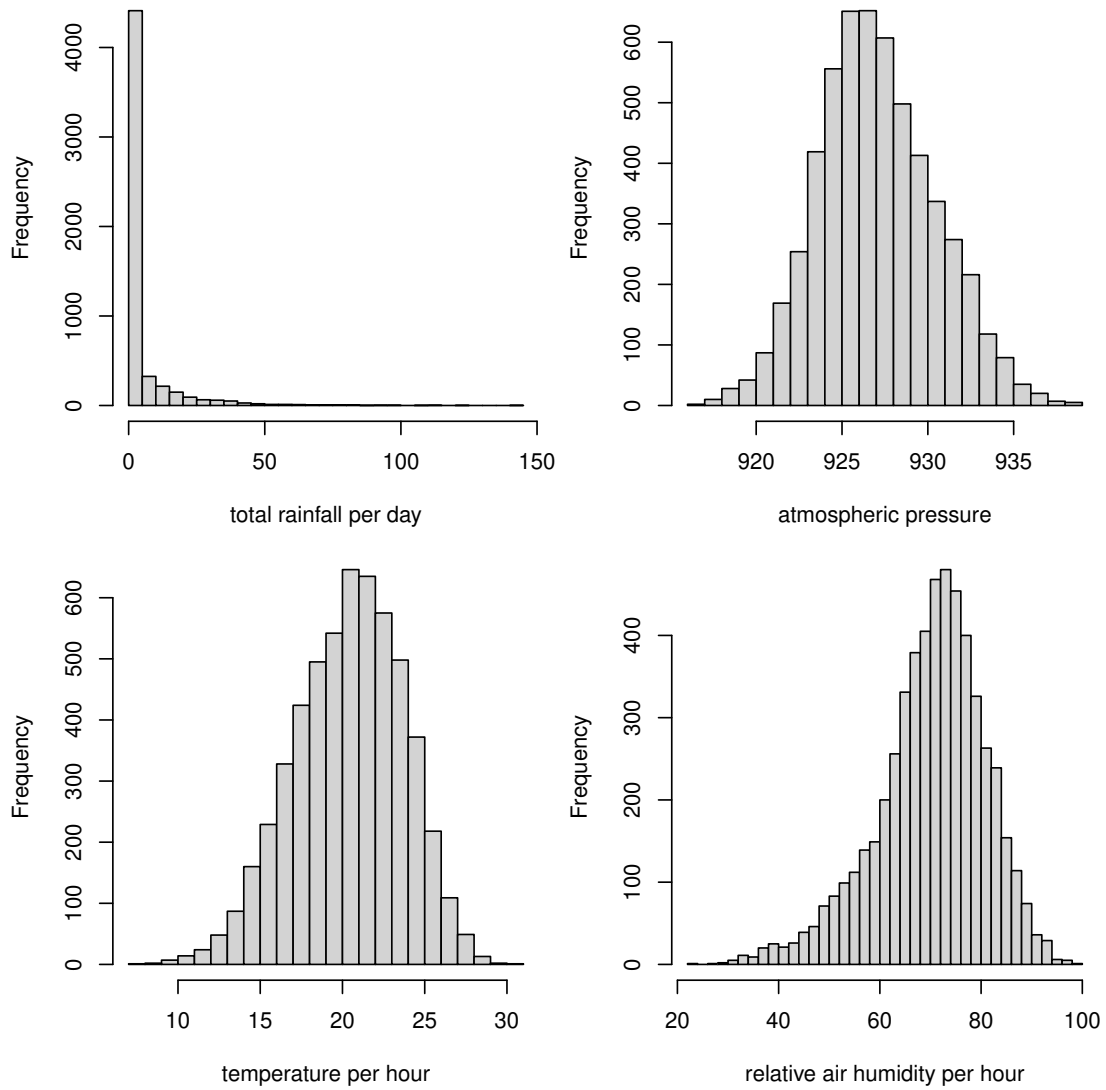 Frequency
0 1000 2000 3000 4000
0 50 100 150
total rainfall per day
Frequency
0 100 200 300 400 500 600
920 925 930 935
atmospheric pressure
Frequency
0 100 200 300 400 500 600
10 15 20 25 30
temperature per hour
Frequency
0 100 200 300 400
20 40 60 80 100
relative air humidity per hour